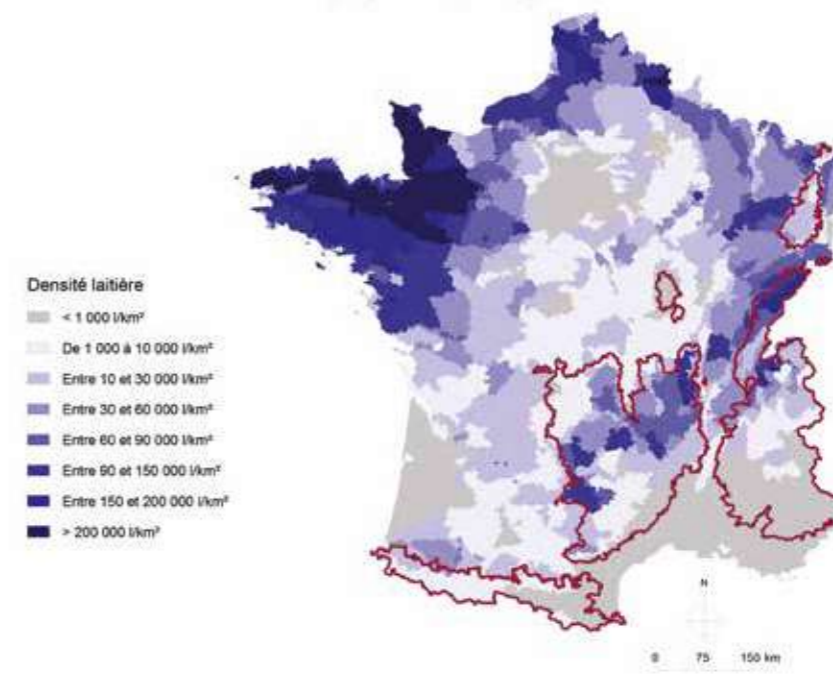 Densité laitière
< 1 000 l/km²
De 1 000 à 10 000 l/km²
Entre 10 et 30 000 l/km²
Entre 30 et 60 000 l/km²
Entre 60 et 90 000 l/km²
Entre 90 et 150 000 l/km²
Entre 150 et 200 000 l/km²
> 200 000 l/km²
N
0 75 150 km